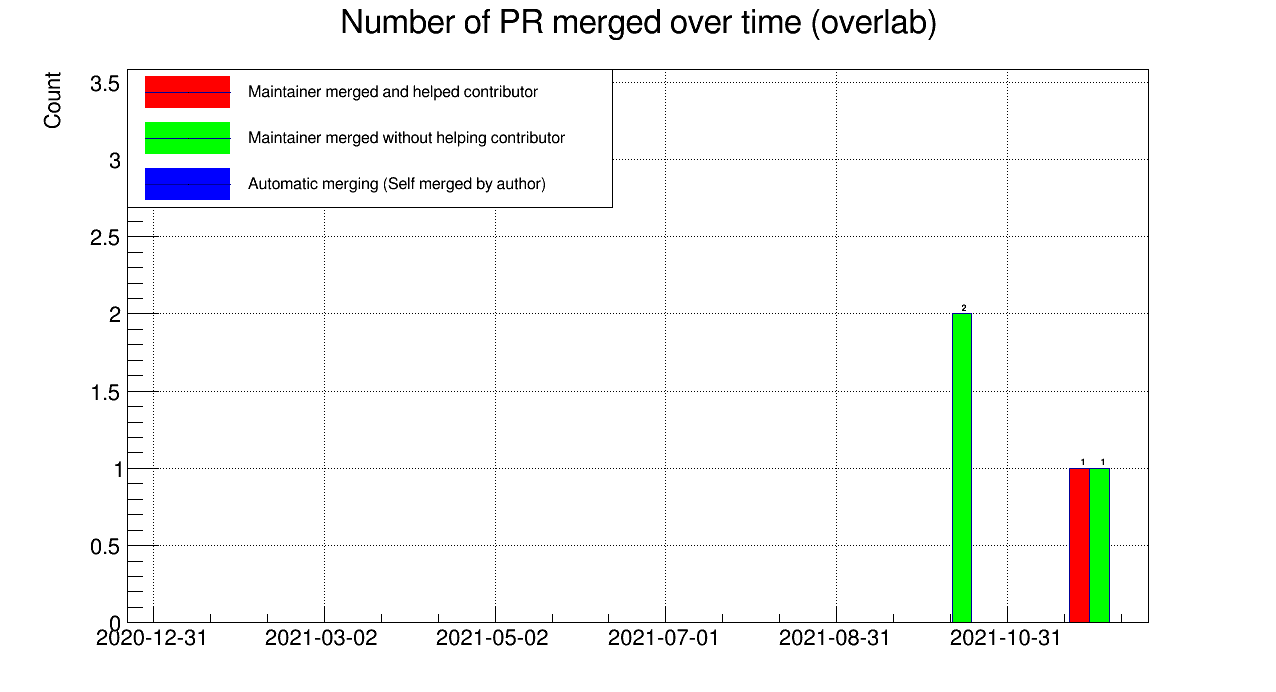 Number of PR merged over time (overlab)
Count
3.5
3
2.5
2
1.5
1
0.5
0
Maintainer merged and helped contributor
Maintainer merged without helping contributor
Automatic merging (Self merged by author)
2
1 1
2020-12-31 2021-03-02 2021-05-02 2021-07-01 2021-08-31 2021-10-31